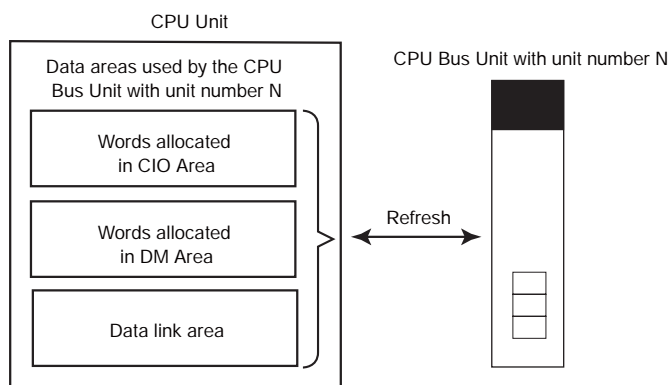 CPU Unit
Data areas used by the CPU
Bus Unit with unit number N
Words allocated
in CIO Area
Words allocated
in DM Area
Data link area
Refresh
CPU Bus Unit with unit number N